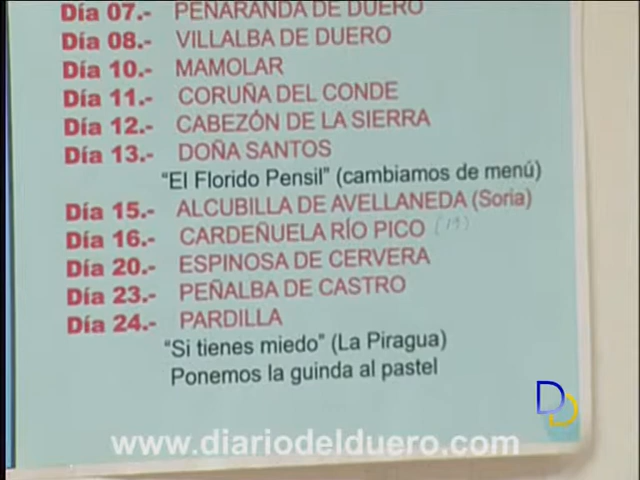 Día 07.- PEÑARANDA DE DUERO
Día 08.- VILLALBA DE DUERO
Día 10.- MAMOLAR
Día 11.- CORUÑA DEL CONDE
Día 12.- CABEZÓN DE LA SIERRA
Día 13.- DOÑA SANTOS
"El Florido Pensil" (cambiamos de menú)
Día 15.- ALCUBILLA DE AVELLANEDA (Soria)
Día 16.- CARDEÑUELA RÍO PICO (19)
Día 20.- ESPINOSA DE CERVERA
Día 23.- PEÑALBA DE CASTRO
Día 24.- PARDILLA
"Si tienes miedo" (La Piragua)
Ponemos la guinda al pastel
DD
www.diariodelduero.com